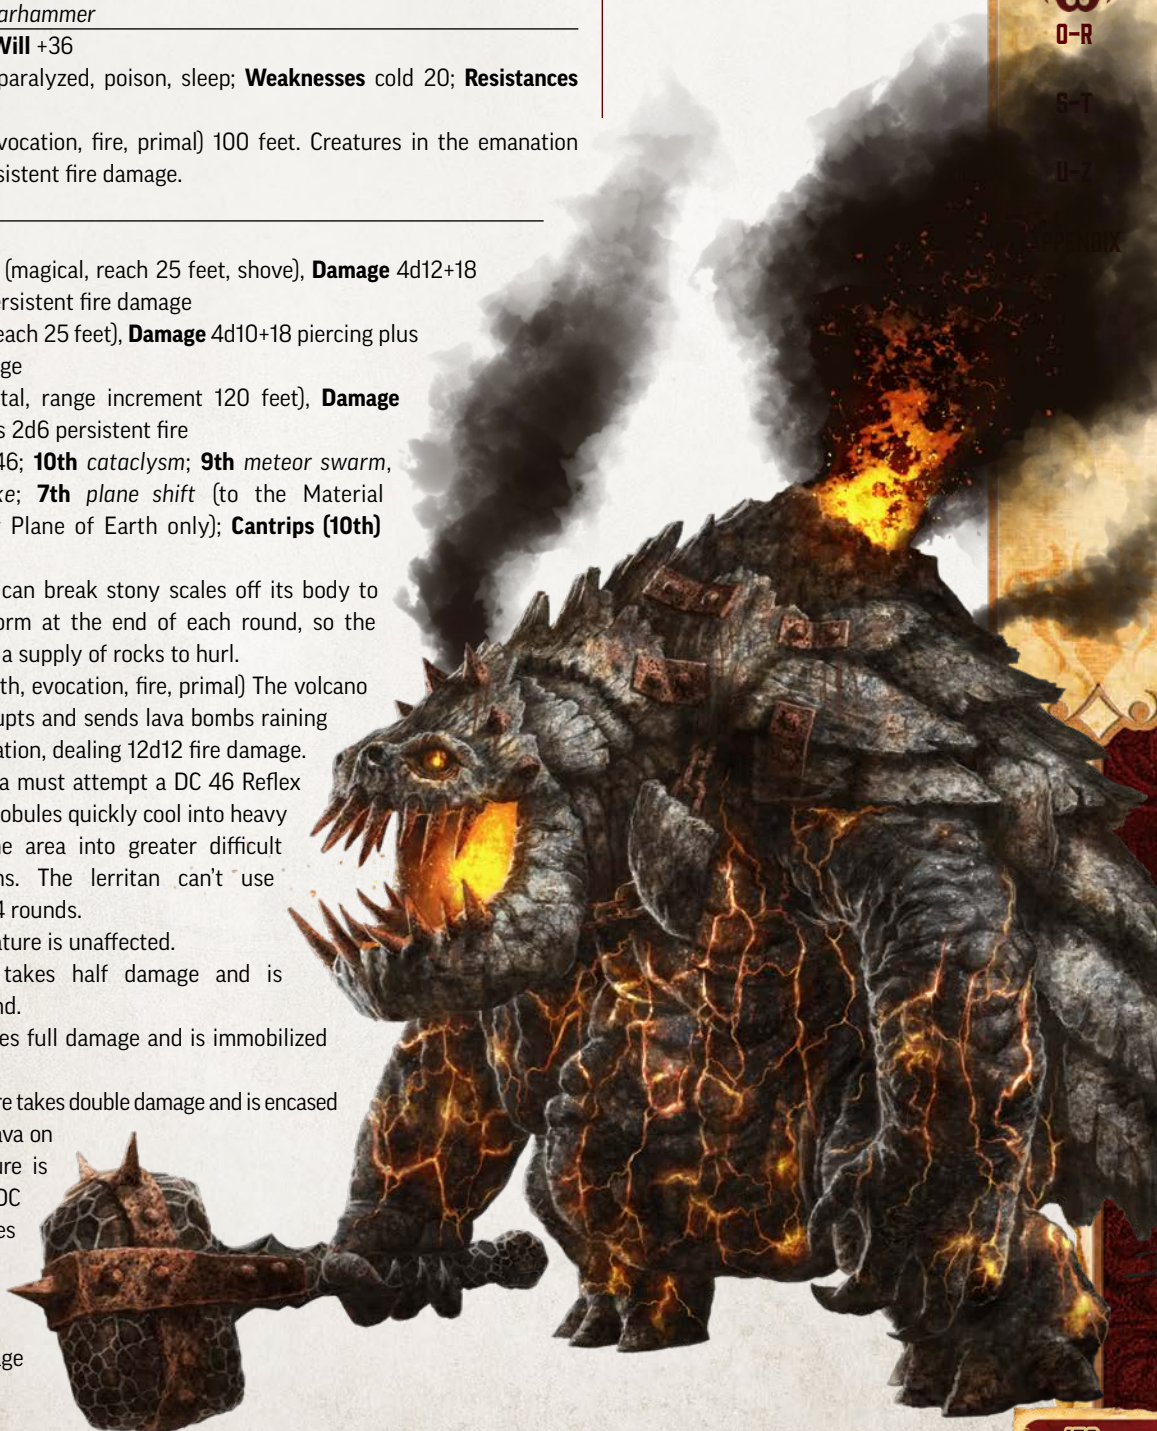 arhammer
Will +36
paralyzed, poison, sleep; Weaknesses cold 20; Resistances
vocation, fire, primal) 100 feet. Creatures in the emanation
sistent fire damage.
(magical, reach 25 feet, shove), Damage 4d12+18
ersistent fire damage
each 25 feet), Damage 4d10+18 piercing plus
ge
tal, range increment 120 feet), Damage
s 2d6 persistent fire
46; 10th cataclysm; 9th meteor swarm,
ke; 7th plane shift (to the Material
Plane of Earth only); Cantrips (10th)
can break stony scales off its body to
orm at the end of each round, so the
a supply of rocks to hurl.
th, evocation, fire, primal) The volcano
upts and sends lava bombs raining
ation, dealing 12d12 fire damage.
a must attempt a DC 46 Reflex
obules quickly cool into heavy
ne area into greater difficult
ns. The lerritan can't use
4 rounds.
ature is unaffected.
takes half damage and is
nd.
es full damage and is immobilized
re takes double damage and is encased
ava on
ure is
DC
es
age
O–R
S–T
U–Z
APPENDIX